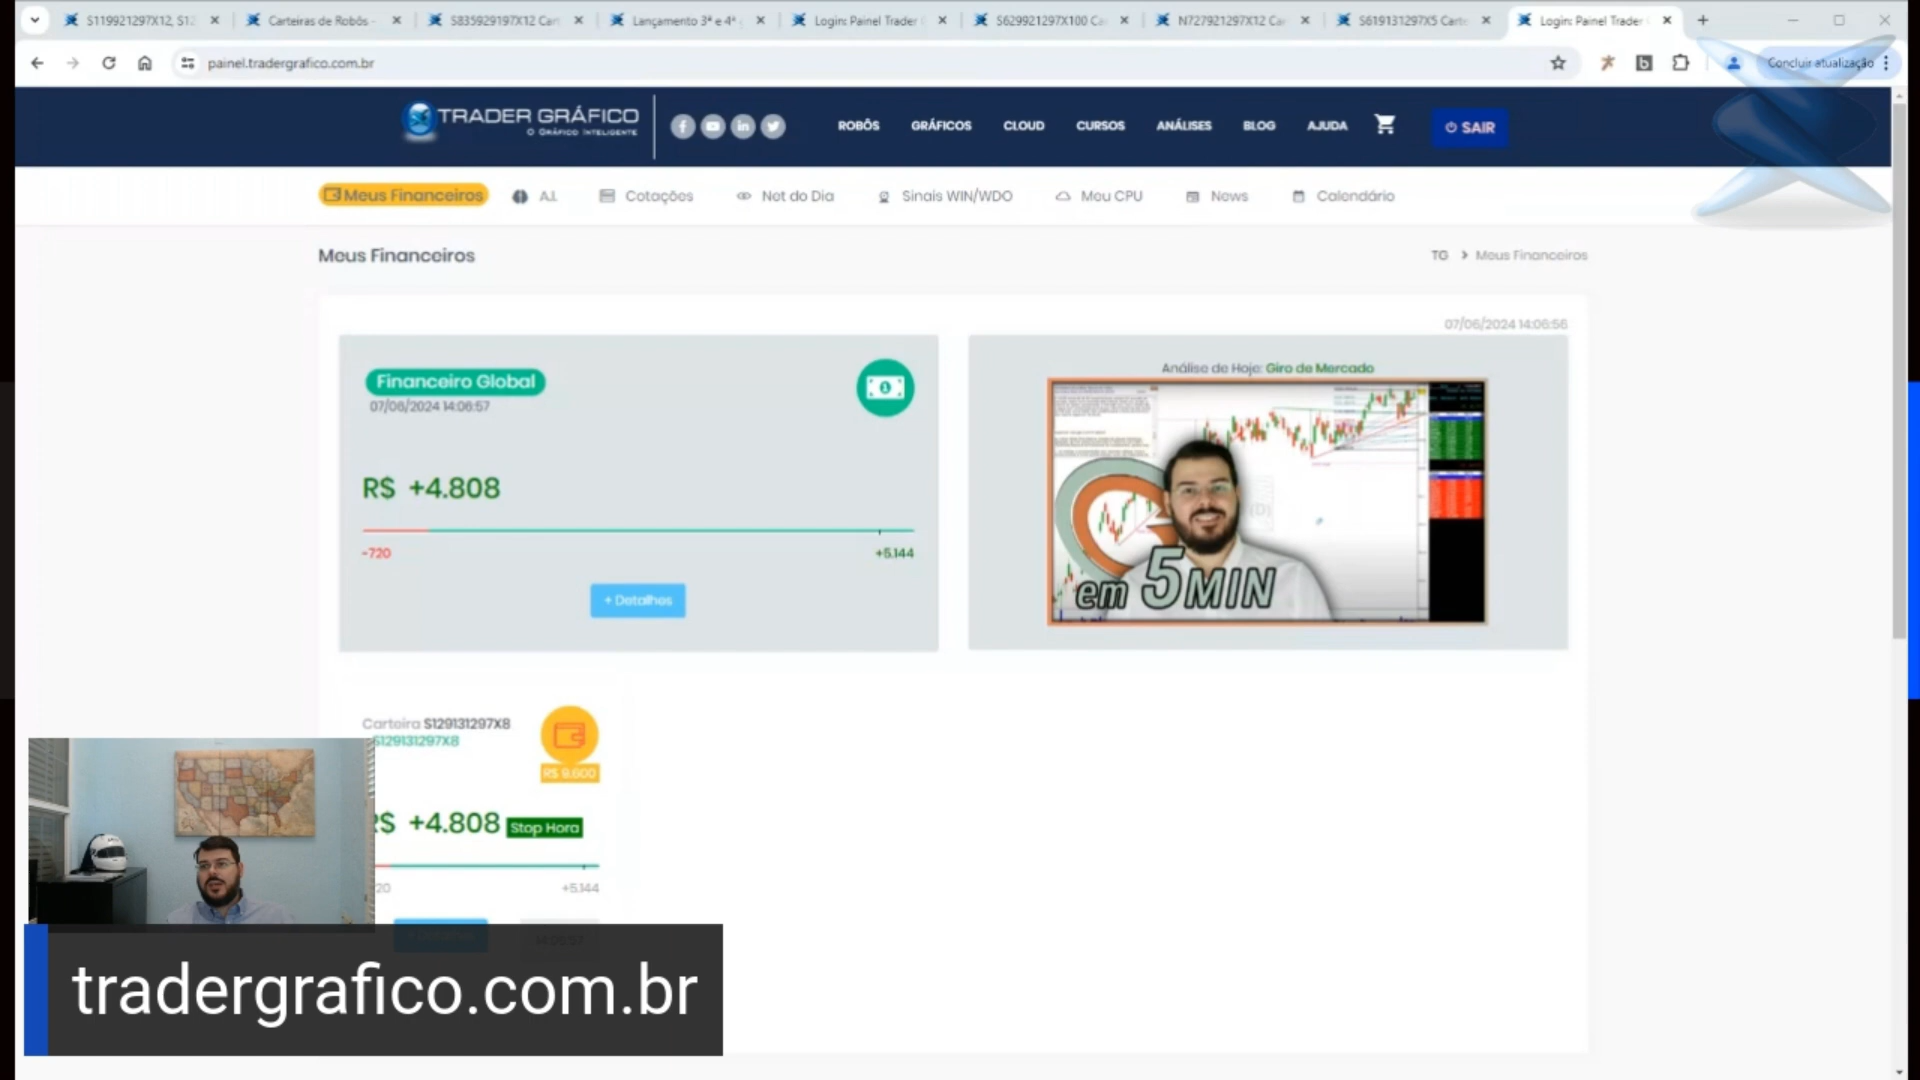 S119921297X12, S1
Carteiras de Robôs -
S835929197X12 Car
Lançamento 3ª e 4ª
Login: Painel Trader
S629921297X100 Ca
N727921297X12 Ca
S619131297X5 Carte
Login: Painel Trader
painel.tradergrafico.com.br
Concluir atualização
TRADER GRÁFICO
O GRÁFICO INTELIGENTE
ROBÔS
GRÁFICOS
CLOUD
CURSOS
ANÁLISES
BLOG
AJUDA
SAIR
Meus Financeiros
A.I.
Cotações
Net do Dia
Sinais WIN/WDO
Meu CPU
News
Calendário
Meus Financeiros
TG > Meus Financeiros
07/06/2024 14:06:56
Financeiro Global
07/06/2024 14:06:57
R$ +4.808
-720
+5.144
+ Detalhes
Análise de Hoje: Giro de Mercado
em 5MIN
Carteira S129131297X8
S129131297X8
R$ 9.600
R$ +4.808 Stop Hora
20
+5.144
tradergrafico.com.br